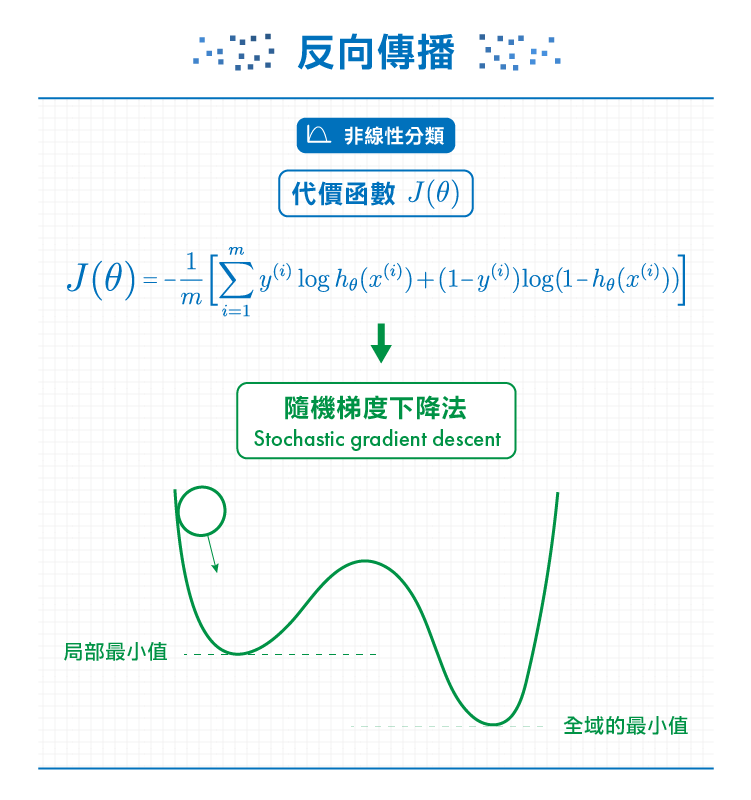 反向傳播
非線性分類
代價函數 J(θ)
J(θ) = -\frac{1}{m}[\sum_{i=1}^{m} y^{(i)} log h_θ(x^{(i)}) + (1-y^{(i)})log(1-h_θ(x^{(i)}))]
隨機梯度下降法
Stochastic gradient descent
局部最小值
全域的最小值